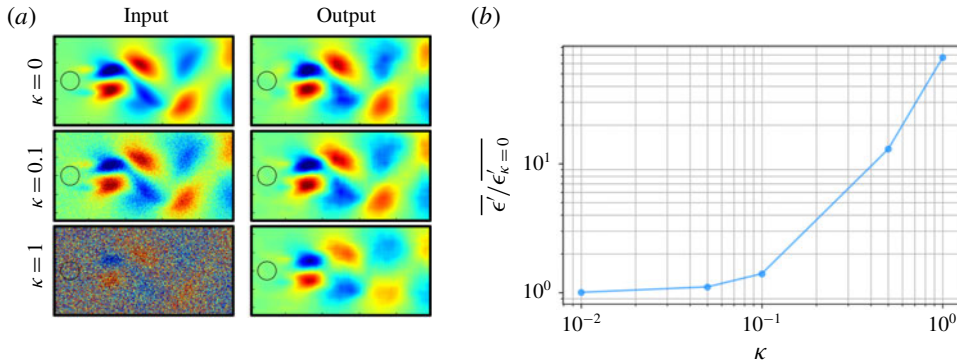 (a)
Input
Output
κ = 0
κ = 0.1
κ = 1
(b)
ϵ′/ϵ′κ=0
10¹
10⁰
10⁻²
10⁻¹
10⁰
κ